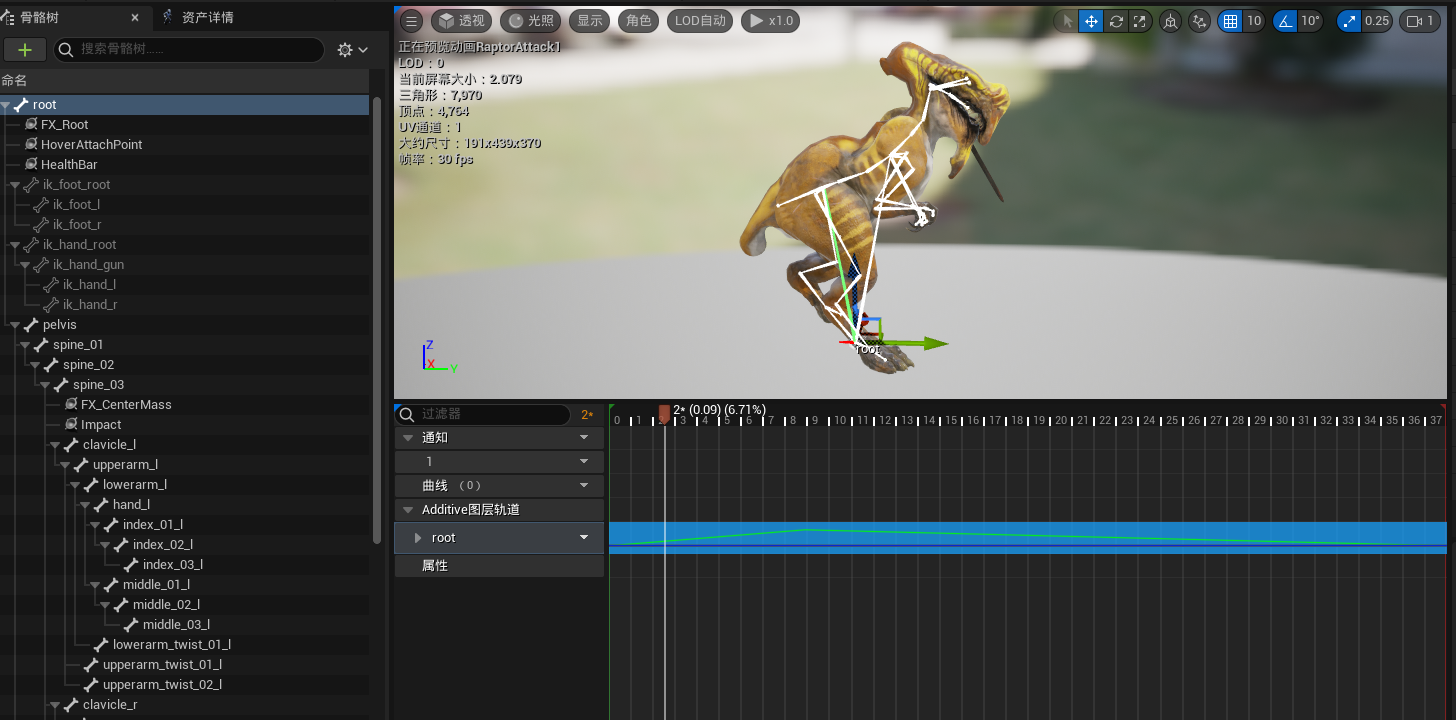 骨骼树
资产详情
搜索骨骼树……
命名
root
FX_Root
HoverAttachPoint
HealthBar
ik_foot_root
ik_foot_l
ik_foot_r
ik_hand_root
ik_hand_gun
ik_hand_l
ik_hand_r
pelvis
spine_01
spine_02
spine_03
FX_CenterMass
Impact
clavicle_l
upperarm_l
lowerarm_l
hand_l
index_01_l
index_02_l
index_03_l
middle_01_l
middle_02_l
middle_03_l
lowerarm_twist_01_l
upperarm_twist_01_l
upperarm_twist_02_l
clavicle_r
透视 光照 显示 角色 LOD自动 x1.0 10 10° 0.25 1
正在预览动画RaptorAttack1
LOD：0
当前屏幕大小：2.079
三角形：7,970
顶点：4,764
UV通道：1
大约尺寸：191x439x370
帧率：30 fps
root
Z
X
Y
过滤器 2*
2* (0.09) (6.71%)
0 1 2 3 4 5 6 7 8 9 10 11 12 13 14 15 16 17 18 19 20 21 22 23 24 25 26 27 28 29 30 31 32 33 34 35 36 37
通知
1
曲线 （0）
Additive图层轨道
root
属性